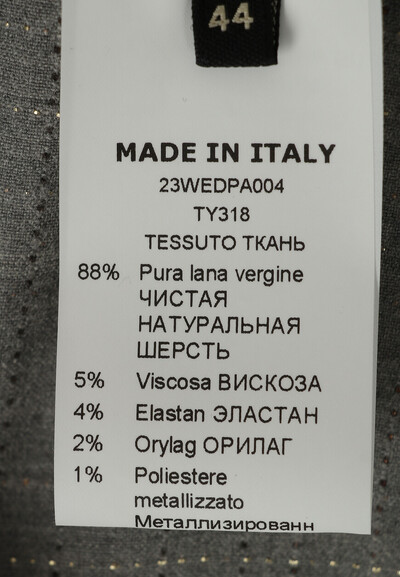 44
MADE IN ITALY
23WEDPA004
TY318
TESSUTO ТКАНЬ
88% Pura lana vergine
ЧИСТАЯ
НАТУРАЛЬНАЯ
ШЕРСТЬ
5% Viscosa ВИСКОЗА
4% Elastan ЭЛАСТАН
2% Orylag ОРИЛАГ
1% Poliestere
metallizzato
Металлизированн